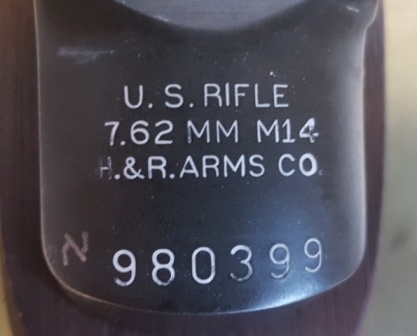 U. S. RIFLE
7.62 MM M14
H.&R. ARMS CO.
א 980399